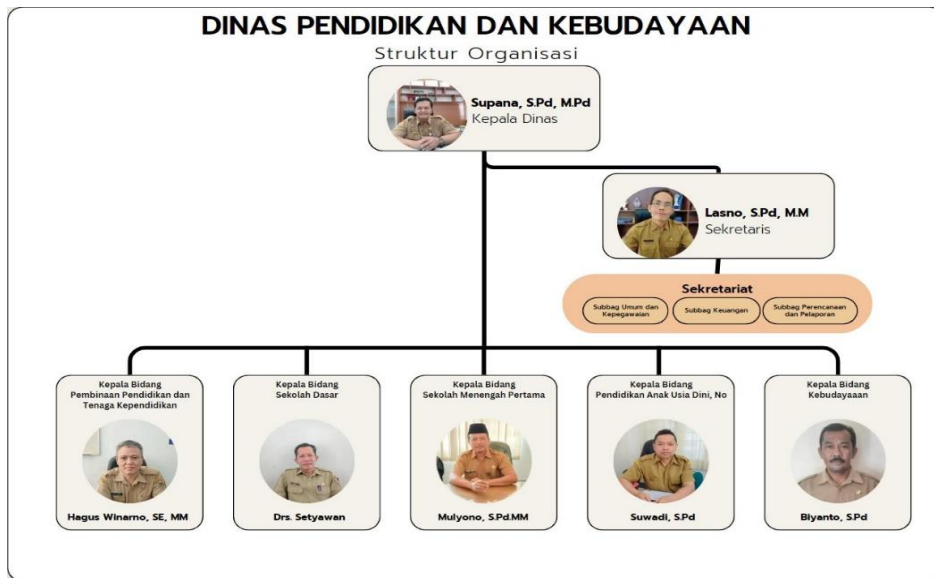 DINAS PENDIDIKAN DAN KEBUDAYAAN
Struktur Organisasi
Supana, S.Pd, M.Pd
Kepala Dinas
Lasno, S.Pd, M.M
Sekretaris
Sekretariat
Subbag Umum dan
Kepegawaian
Subbag Keuangan
Subbag Perencanaan
dan Pelaporan
Kepala Bidang
Pembinaan Pendidikan dan
Tenaga Kependidikan
Hagus Winarno, SE, MM
Kepala Bidang
Sekolah Dasar
Drs. Setyawan
Kepala Bidang
Sekolah Menengah Pertama
Mulyono, S.Pd.MM
Kepala Bidang
Pendidikan Anak Usia Dini, No
Suwadi, S.Pd
Kepala Bidang
Kebudayaaan
Biyanto, S.Pd